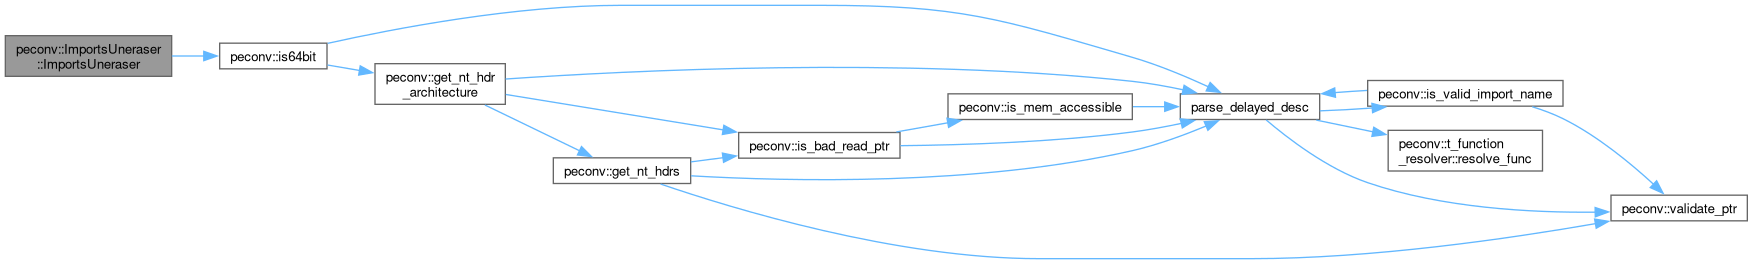 peconv::ImportsUneraser
::ImportsUneraser
peconv::is64bit
peconv::get_nt_hdr
_architecture
peconv::get_nt_hdrs
peconv::is_bad_read_ptr
peconv::is_mem_accessible
parse_delayed_desc
peconv::is_valid_import_name
peconv::t_function
_resolver::resolve_func
peconv::validate_ptr